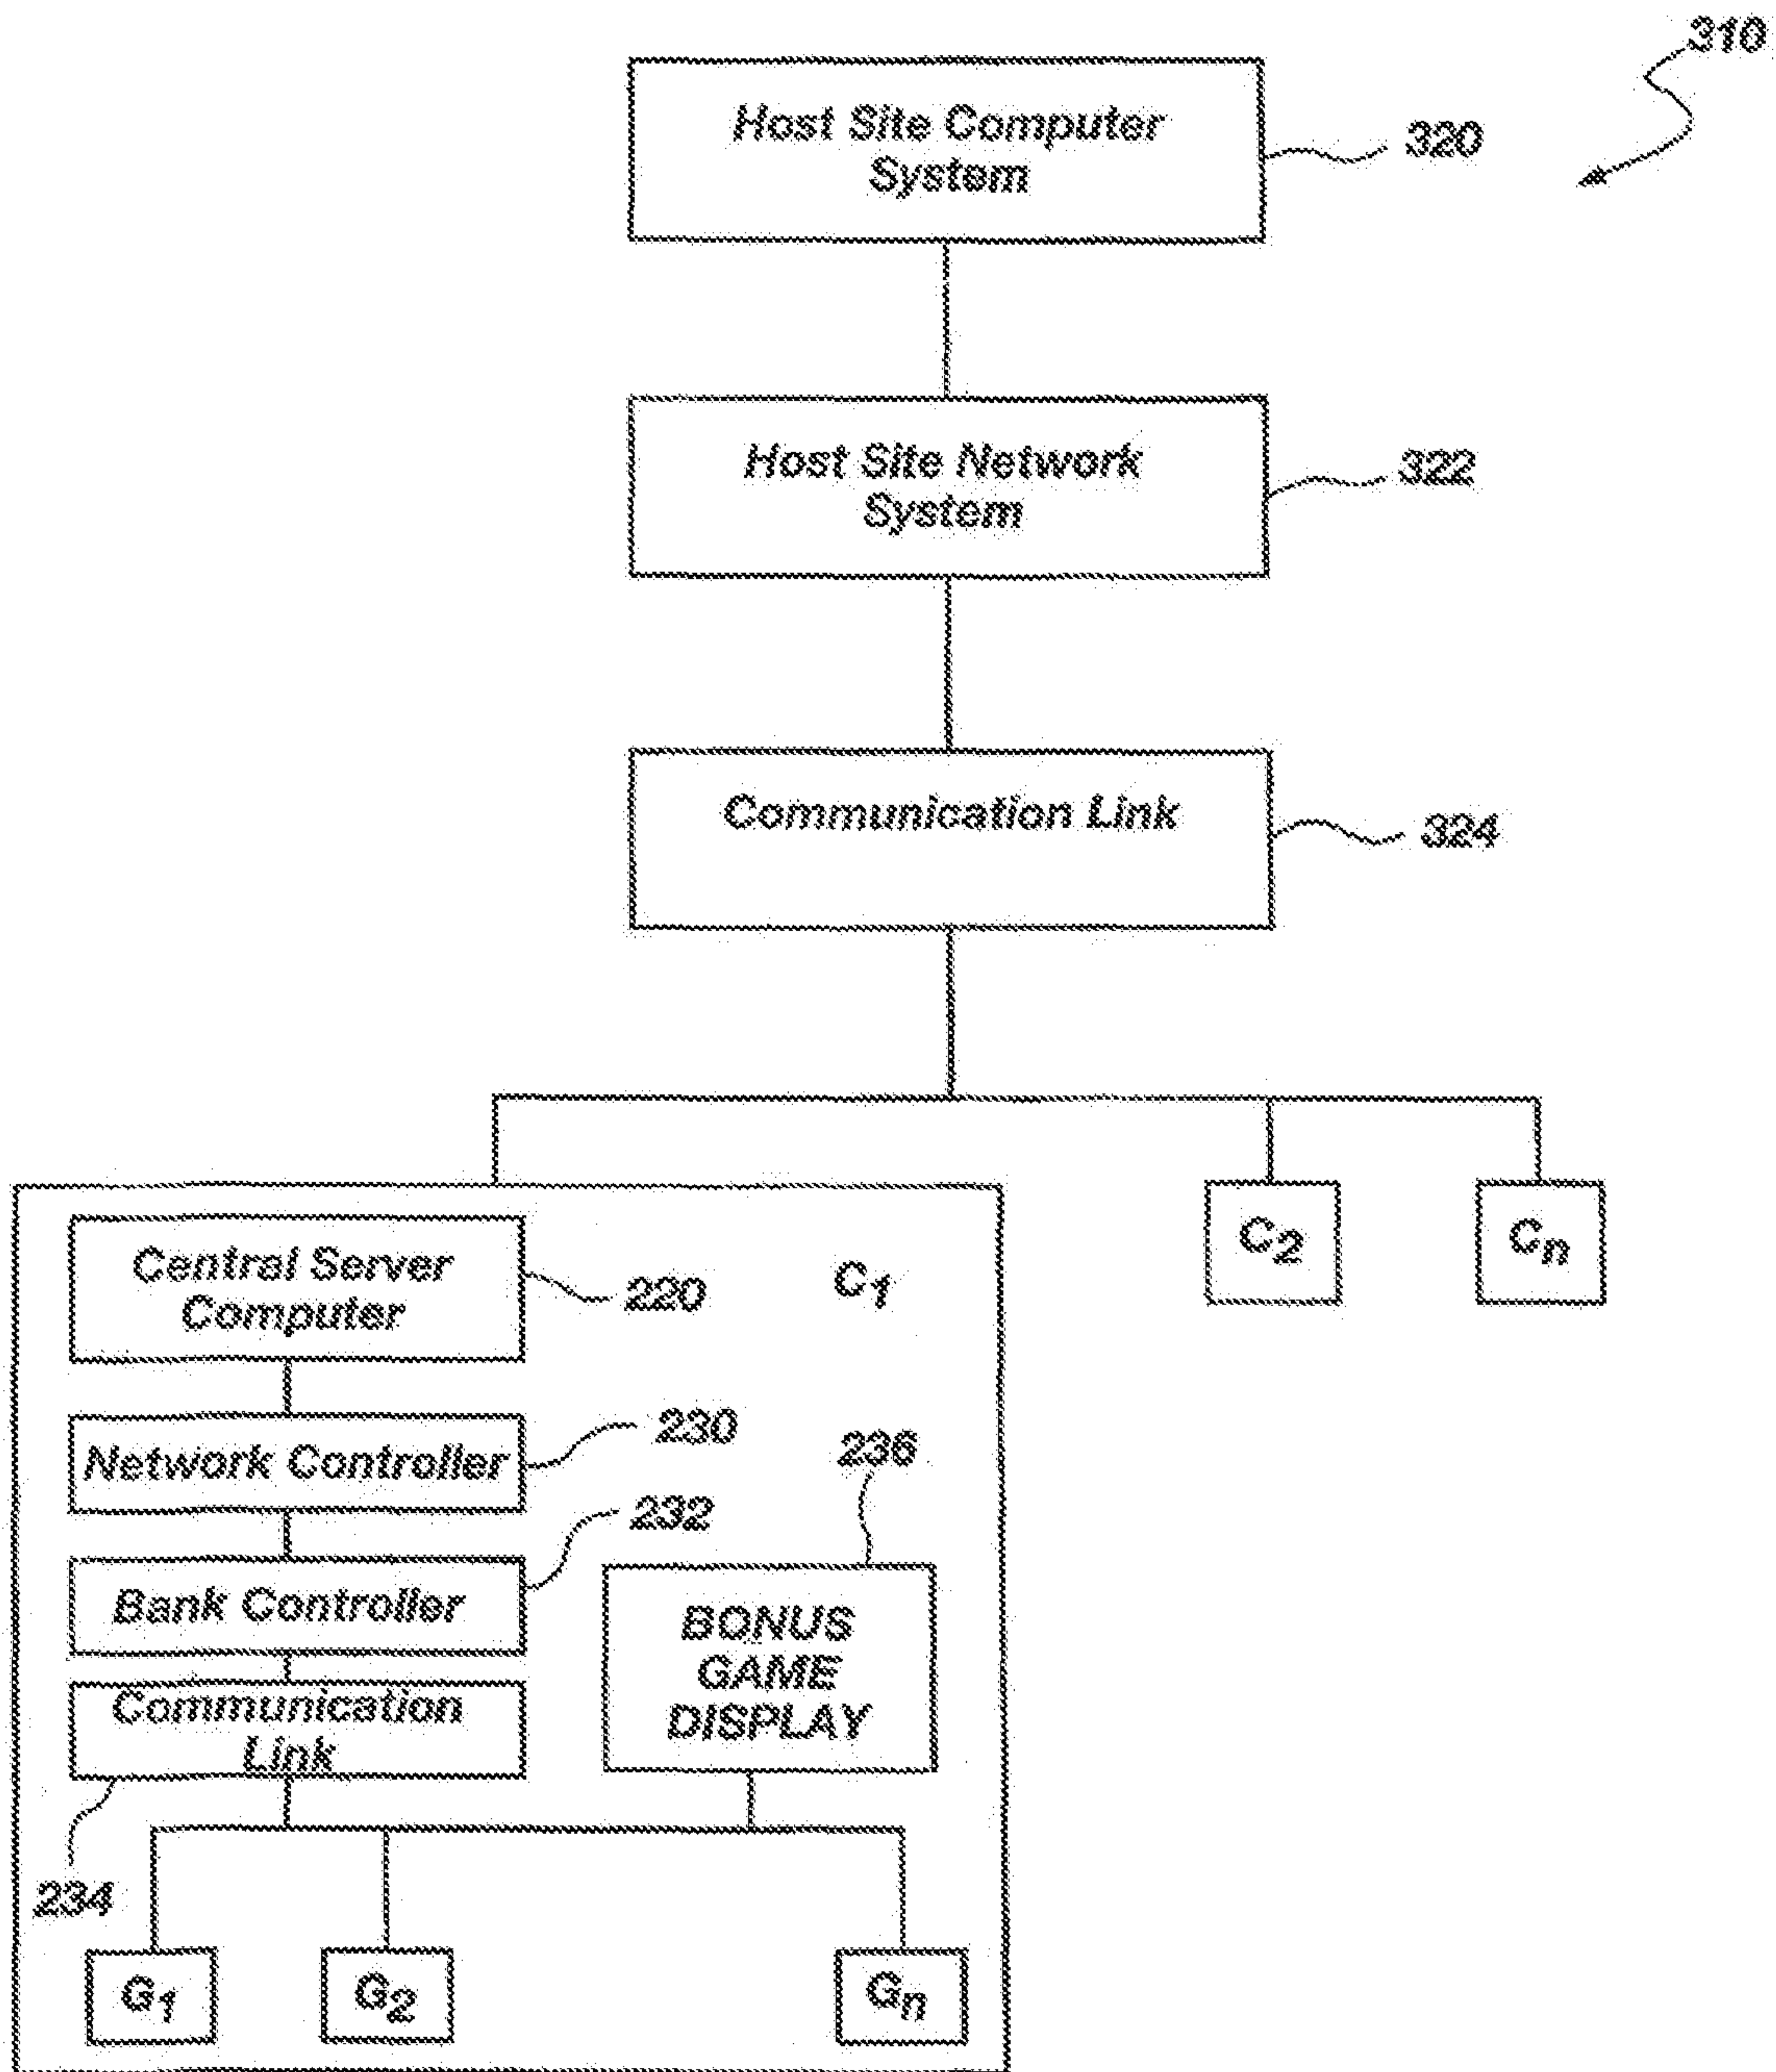 310
Host Site Computer
System
320
Host Site Network
System
322
Communication Link
324
Central Server
Computer
220
C1
C2
Cn
Network Controller
230
236
Bank Controller
232
BONUS
GAME
DISPLAY
Communication
Link
234
G1
G2
Gn